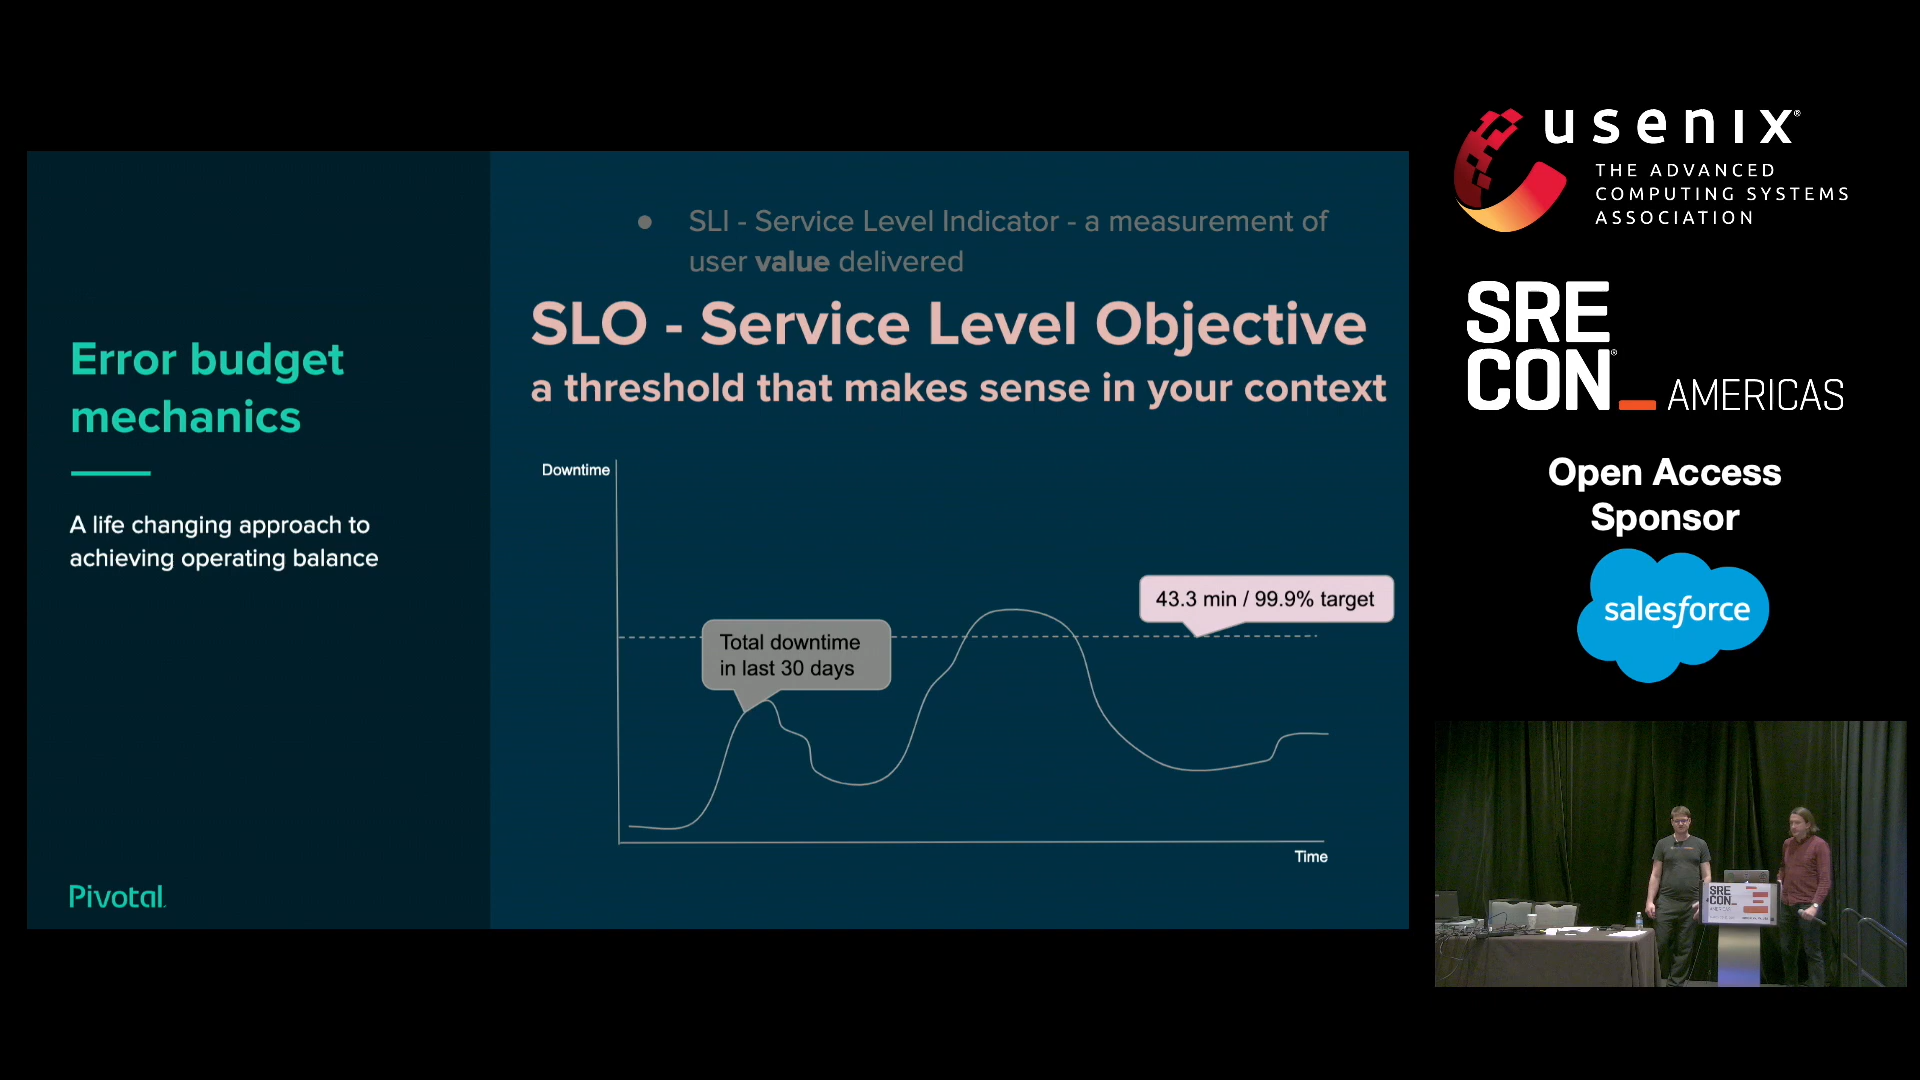 Error budget
mechanics
A life changing approach to
achieving operating balance
Pivotal
● SLI - Service Level Indicator - a measurement of
user value delivered
SLO - Service Level Objective
a threshold that makes sense in your context
Downtime
43.3 min / 99.9% target
Total downtime
in last 30 days
Time
usenix®
THE ADVANCED
COMPUTING SYSTEMS
ASSOCIATION
SRE
CON®_ AMERICAS
Open Access
Sponsor
salesforce
SRE
CON_